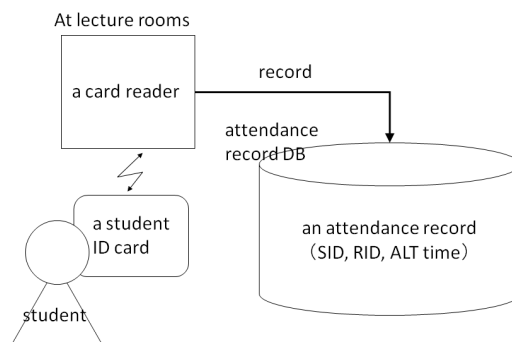 At lecture rooms
a card reader
record
attendance
record DB
a student
ID card
an attendance record
（SID, RID, ALT time）
student